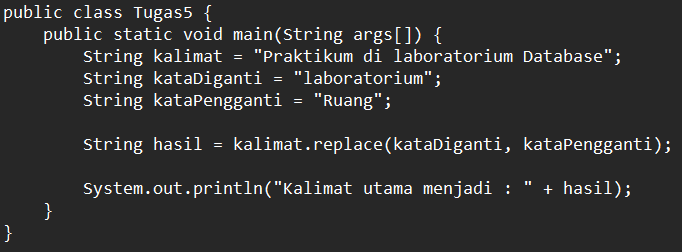 public class Tugas5 {
    public static void main(String args[]) {
        String kalimat = "Praktikum di laboratorium Database";
        String kataDiganti = "laboratorium";
        String kataPengganti = "Ruang";

        String hasil = kalimat.replace(kataDiganti, kataPengganti);

        System.out.println("Kalimat utama menjadi : " + hasil);
    }
}